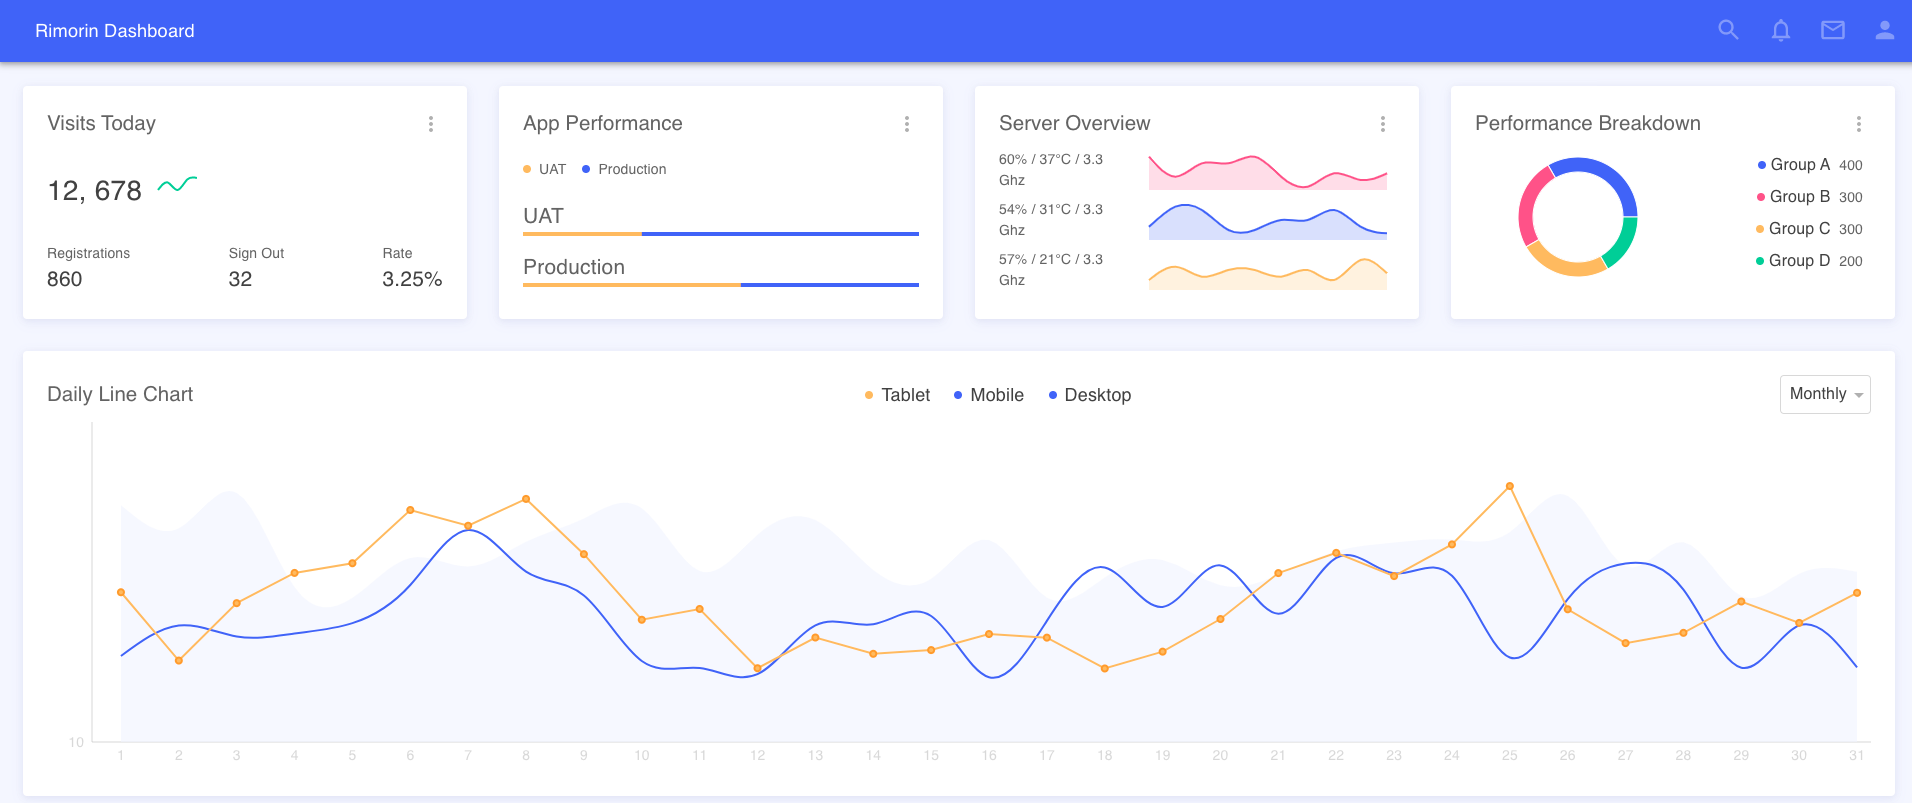 Rimorin Dashboard
Visits Today
12, 678
Registrations Sign Out Rate
860 32 3.25%
App Performance
UAT Production
UAT
Production
Server Overview
60% / 37°C / 3.3
Ghz
54% / 31°C / 3.3
Ghz
57% / 21°C / 3.3
Ghz
Performance Breakdown
Group A 400
Group B 300
Group C 300
Group D 200
Daily Line Chart
Tablet Mobile Desktop
Monthly
10
1 2 3 4 5 6 7 8 9 10 11 12 13 14 15 16 17 18 19 20 21 22 23 24 25 26 27 28 29 30 31